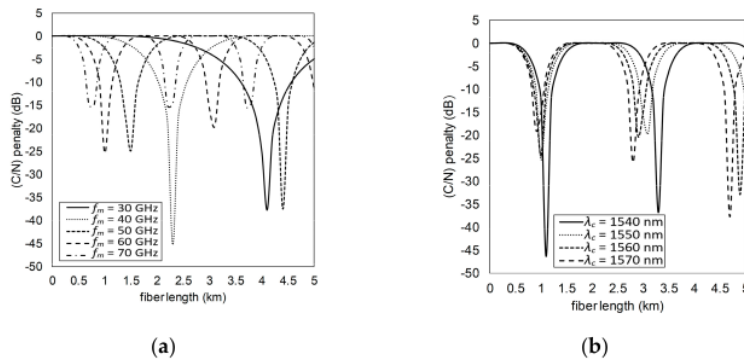 5
0
-5
-10
-15
-20
-25
-30
-35
-40
-45
-50
(C/N) penalty (dB)
f_m = 30 GHz
f_m = 40 GHz
f_m = 50 GHz
f_m = 60 GHz
f_m = 70 GHz
0 0.5 1 1.5 2 2.5 3 3.5 4 4.5 5
fiber length (km)
(a)
5
0
-5
-10
-15
-20
-25
-30
-35
-40
-45
-50
(C/N) penalty (dB)
λ_c = 1540 nm
λ_c = 1550 nm
λ_c = 1560 nm
λ_c = 1570 nm
0 0.5 1 1.5 2 2.5 3 3.5 4 4.5 5
fiber length (km)
(b)